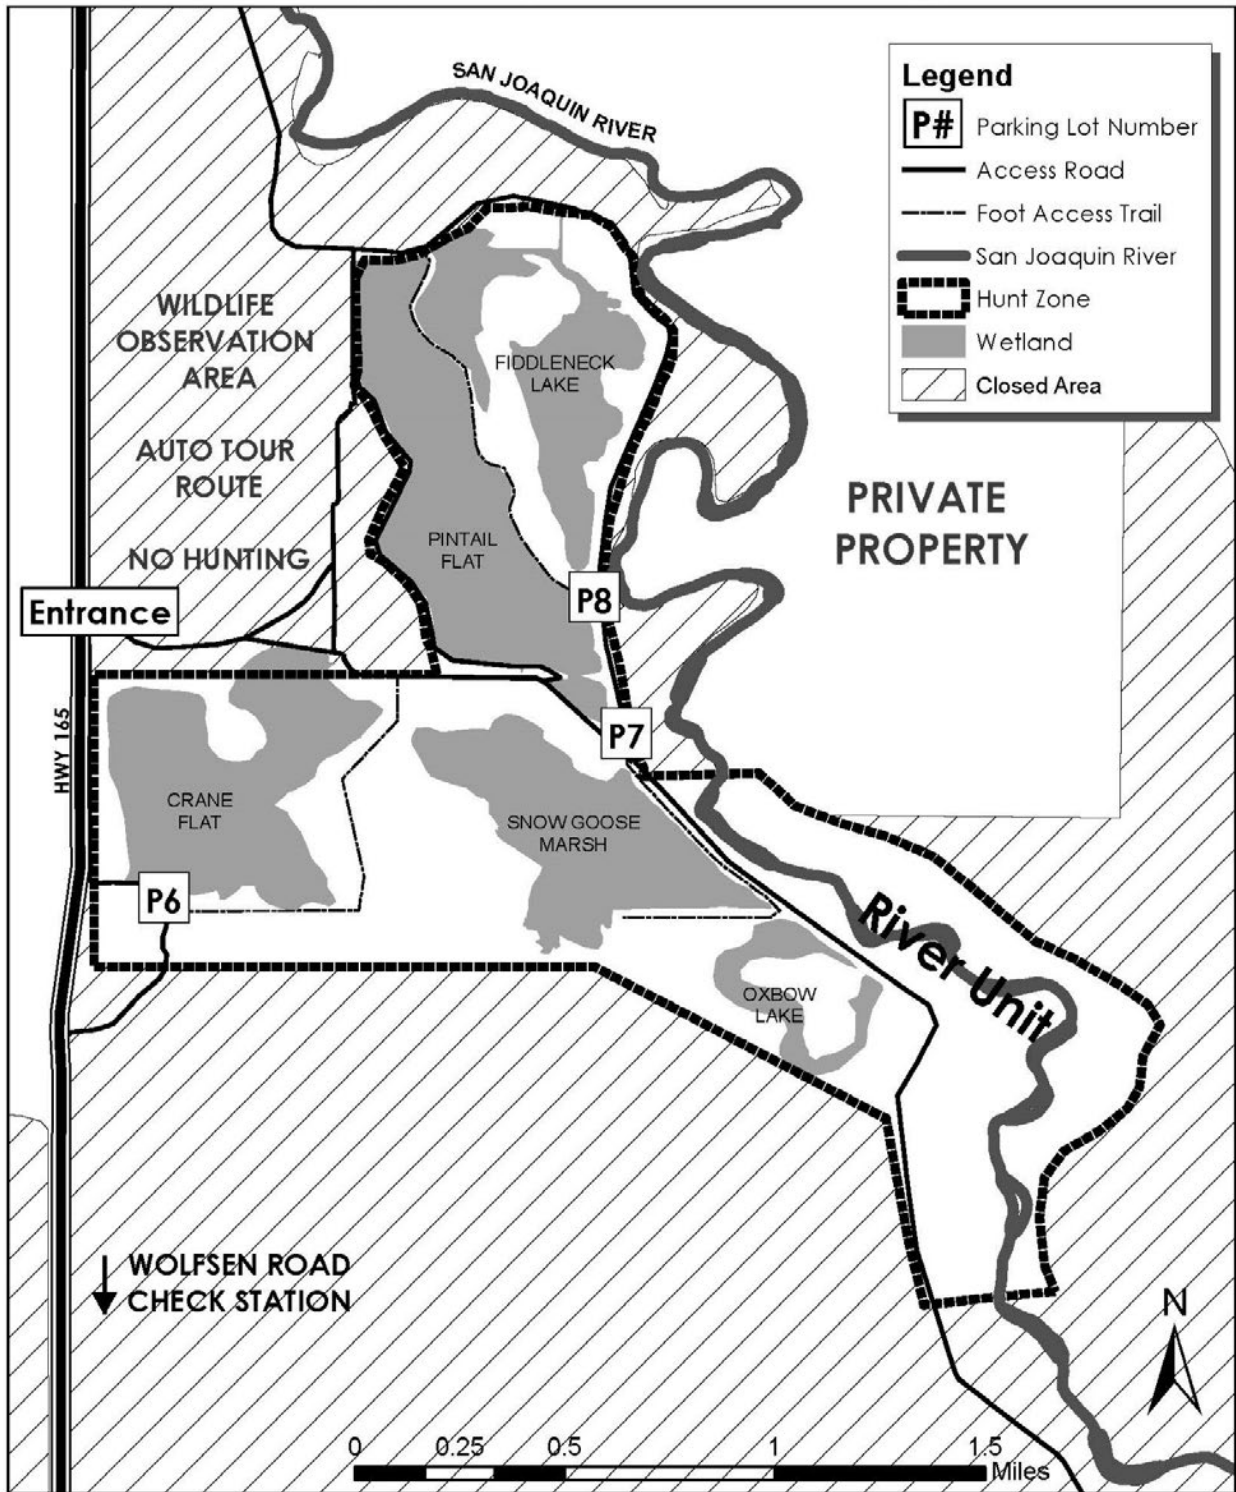 SAN JOAQUIN RIVER
Legend
P# Parking Lot Number
Access Road
Foot Access Trail
San Joaquin River
Hunt Zone
Wetland
Closed Area
WILDLIFE
OBSERVATION
AREA
AUTO TOUR
ROUTE
NO HUNTING
FIDDLENECK
LAKE
PINTAIL
FLAT
PRIVATE
PROPERTY
Entrance
P8
P7
HWY 165
CRANE
FLAT
SNOW GOOSE
MARSH
P6
River Unit
OXBOW
LAKE
WOLFSEN ROAD
CHECK STATION
N
0 0.25 0.5 1 1.5
Miles